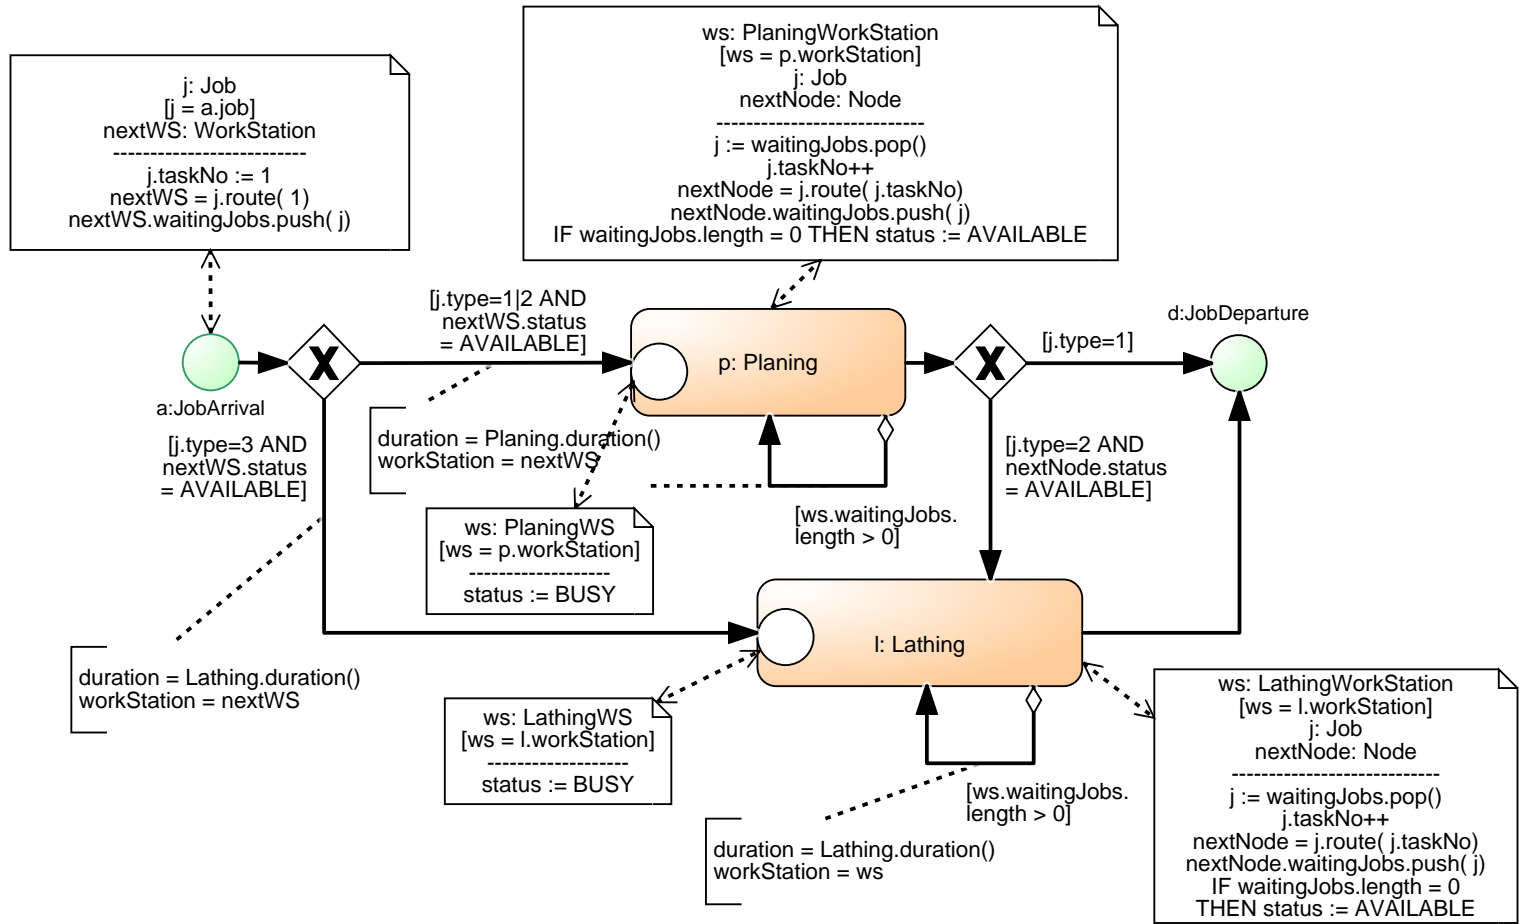 j: Job
[j = a.job]
nextWS: WorkStation
--------------------------
j.taskNo := 1
nextWS = j.route( 1)
nextWS.waitingJobs.push( j)
ws: PlaningWorkStation
[ws = p.workStation]
j: Job
nextNode: Node
----------------------------
j := waitingJobs.pop()
j.taskNo++
nextNode = j.route( j.taskNo)
nextNode.waitingJobs.push( j)
IF waitingJobs.length = 0 THEN status := AVAILABLE
[j.type=1|2 AND
nextWS.status
= AVAILABLE]
d:JobDeparture
[j.type=1]
X
p: Planing
X
a:JobArrival
[j.type=3 AND
nextWS.status
= AVAILABLE]
duration = Planing.duration()
workStation = nextWS
[j.type=2 AND
nextNode.status
= AVAILABLE]
[ws.waitingJobs.
length > 0]
ws: PlaningWS
[ws = p.workStation]
-------------------
status := BUSY
l: Lathing
duration = Lathing.duration()
workStation = nextWS
ws: LathingWS
[ws = l.workStation]
-------------------
status := BUSY
[ws.waitingJobs.
length > 0]
duration = Lathing.duration()
workStation = ws
ws: LathingWorkStation
[ws = l.workStation]
j: Job
nextNode: Node
----------------------------
j := waitingJobs.pop()
j.taskNo++
nextNode = j.route( j.taskNo)
nextNode.waitingJobs.push( j)
IF waitingJobs.length = 0
THEN status := AVAILABLE